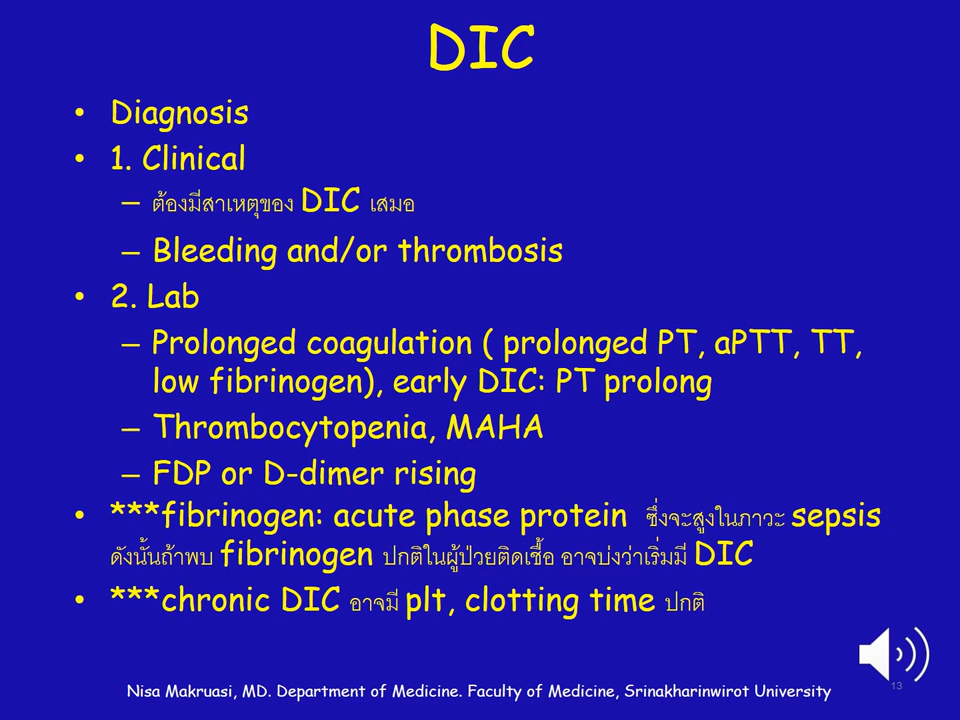 DIC
• Diagnosis
• 1. Clinical
– ต้องมีสาเหตุของ DIC เสมอ
– Bleeding and/or thrombosis
• 2. Lab
– Prolonged coagulation ( prolonged PT, aPTT, TT,
low fibrinogen), early DIC: PT prolong
– Thrombocytopenia, MAHA
– FDP or D-dimer rising
• ***fibrinogen: acute phase protein ซึ่งจะสูงในภาวะ sepsis
ดังนั้นถ้าพบ fibrinogen ปกติในผู้ป่วยติดเชื้อ อาจบ่งว่าเริ่มมี DIC
• ***chronic DIC อาจมี plt, clotting time ปกติ
Nisa Makruasi, MD. Department of Medicine. Faculty of Medicine, Srinakharinwirot University
13